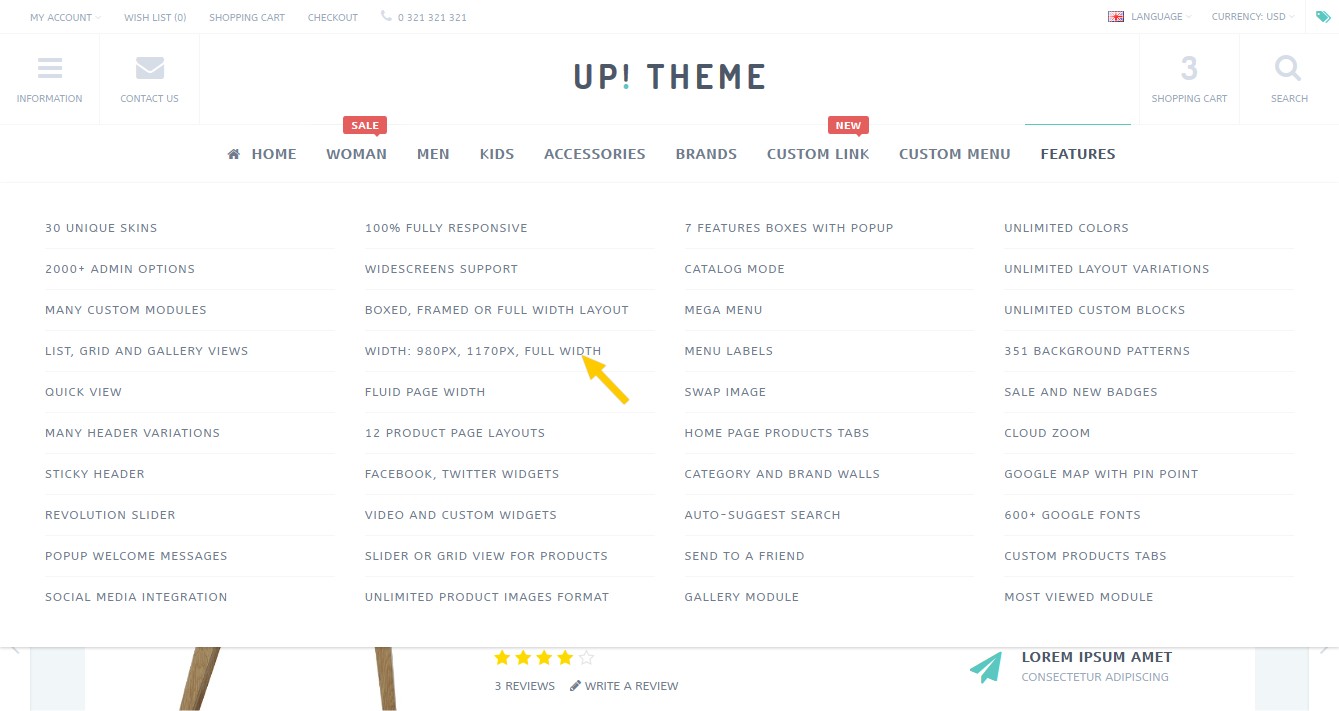 MY ACCOUNT WISH LIST (0) SHOPPING CART CHECKOUT 0 321 321 321 LANGUAGE CURRENCY: USD
UP! THEME 3
INFORMATION CONTACT US SHOPPING CART SEARCH
SALE NEW
HOME WOMAN MEN KIDS ACCESSORIES BRANDS CUSTOM LINK CUSTOM MENU FEATURES
30 UNIQUE SKINS 100% FULLY RESPONSIVE 7 FEATURES BOXES WITH POPUP UNLIMITED COLORS
2000+ ADMIN OPTIONS WIDESCREENS SUPPORT CATALOG MODE UNLIMITED LAYOUT VARIATIONS
MANY CUSTOM MODULES BOXED, FRAMED OR FULL WIDTH LAYOUT MEGA MENU UNLIMITED CUSTOM BLOCKS
LIST, GRID AND GALLERY VIEWS WIDTH: 980PX, 1170PX, FULL WIDTH MENU LABELS 351 BACKGROUND PATTERNS
QUICK VIEW FLUID PAGE WIDTH SWAP IMAGE SALE AND NEW BADGES
MANY HEADER VARIATIONS 12 PRODUCT PAGE LAYOUTS HOME PAGE PRODUCTS TABS CLOUD ZOOM
STICKY HEADER FACEBOOK, TWITTER WIDGETS CATEGORY AND BRAND WALLS GOOGLE MAP WITH PIN POINT
REVOLUTION SLIDER VIDEO AND CUSTOM WIDGETS AUTO-SUGGEST SEARCH 600+ GOOGLE FONTS
POPUP WELCOME MESSAGES SLIDER OR GRID VIEW FOR PRODUCTS SEND TO A FRIEND CUSTOM PRODUCTS TABS
SOCIAL MEDIA INTEGRATION UNLIMITED PRODUCT IMAGES FORMAT GALLERY MODULE MOST VIEWED MODULE
LOREM IPSUM AMET
CONSECTETUR ADIPISCING
3 REVIEWS WRITE A REVIEW